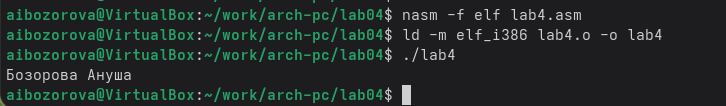 aibozorova@VirtualBox:~/work/arch-pc/lab04$ nasm -f elf lab4.asm
aibozorova@VirtualBox:~/work/arch-pc/lab04$ ld -m elf_i386 lab4.o -o lab4
aibozorova@VirtualBox:~/work/arch-pc/lab04$ ./lab4
Бозорова Ануша
aibozorova@VirtualBox:~/work/arch-pc/lab04$